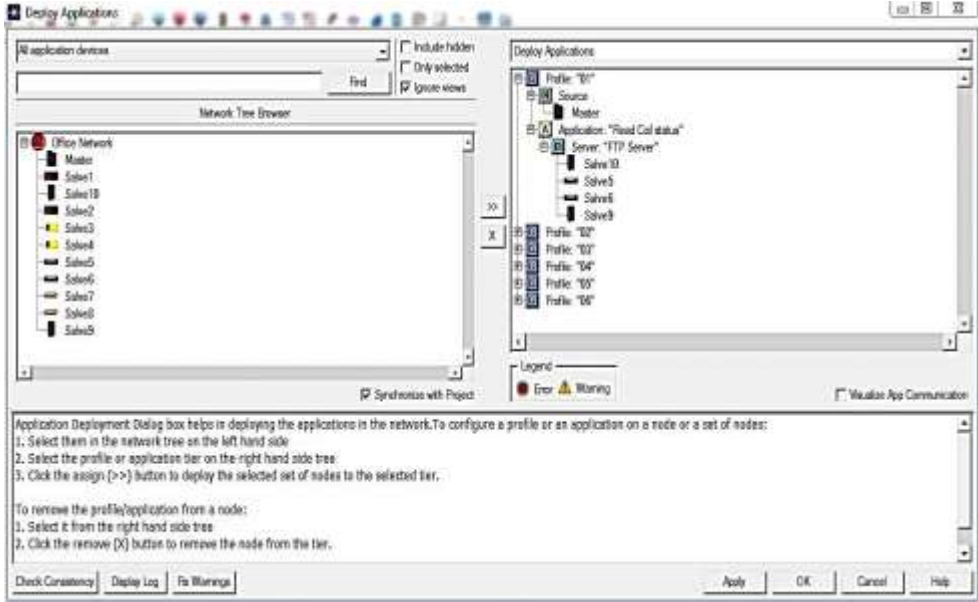 Deploy Applications
All application devices
Include hidden
Only selected
Find
Ignore views
Network Tree Browser
Office Network
Master
Salve1
Salve10
Salve2
Salve3
Salve4
Salve5
Salve6
Salve7
Salve8
Salve9
>>
X
Synchronize with Project
Deploy Applications
Profile: "01"
Source
Master
Application: "Read Coil status"
Server: "FTP Server"
Salve10
Salve5
Salve6
Salve9
Profile: "02"
Profile: "03"
Profile: "04"
Profile: "05"
Profile: "06"
Legend
Error Warning
Visualize App Communication
Application Deployment Dialog box helps in deploying the applications in the network.To configure a profile or an application on a node or a set of nodes:
1. Select them in the network tree on the left hand side
2. Select the profile or application tier on the right hand side tree
3. Click the assign (>>) button to deploy the selected set of nodes to the selected tier.
To remove the profile/application from a node:
1. Select it from the right hand side tree
2. Click the remove (X) button to remove the node from the tier.
Check Consistency Display Log Fix Warnings Apply OK Cancel Help